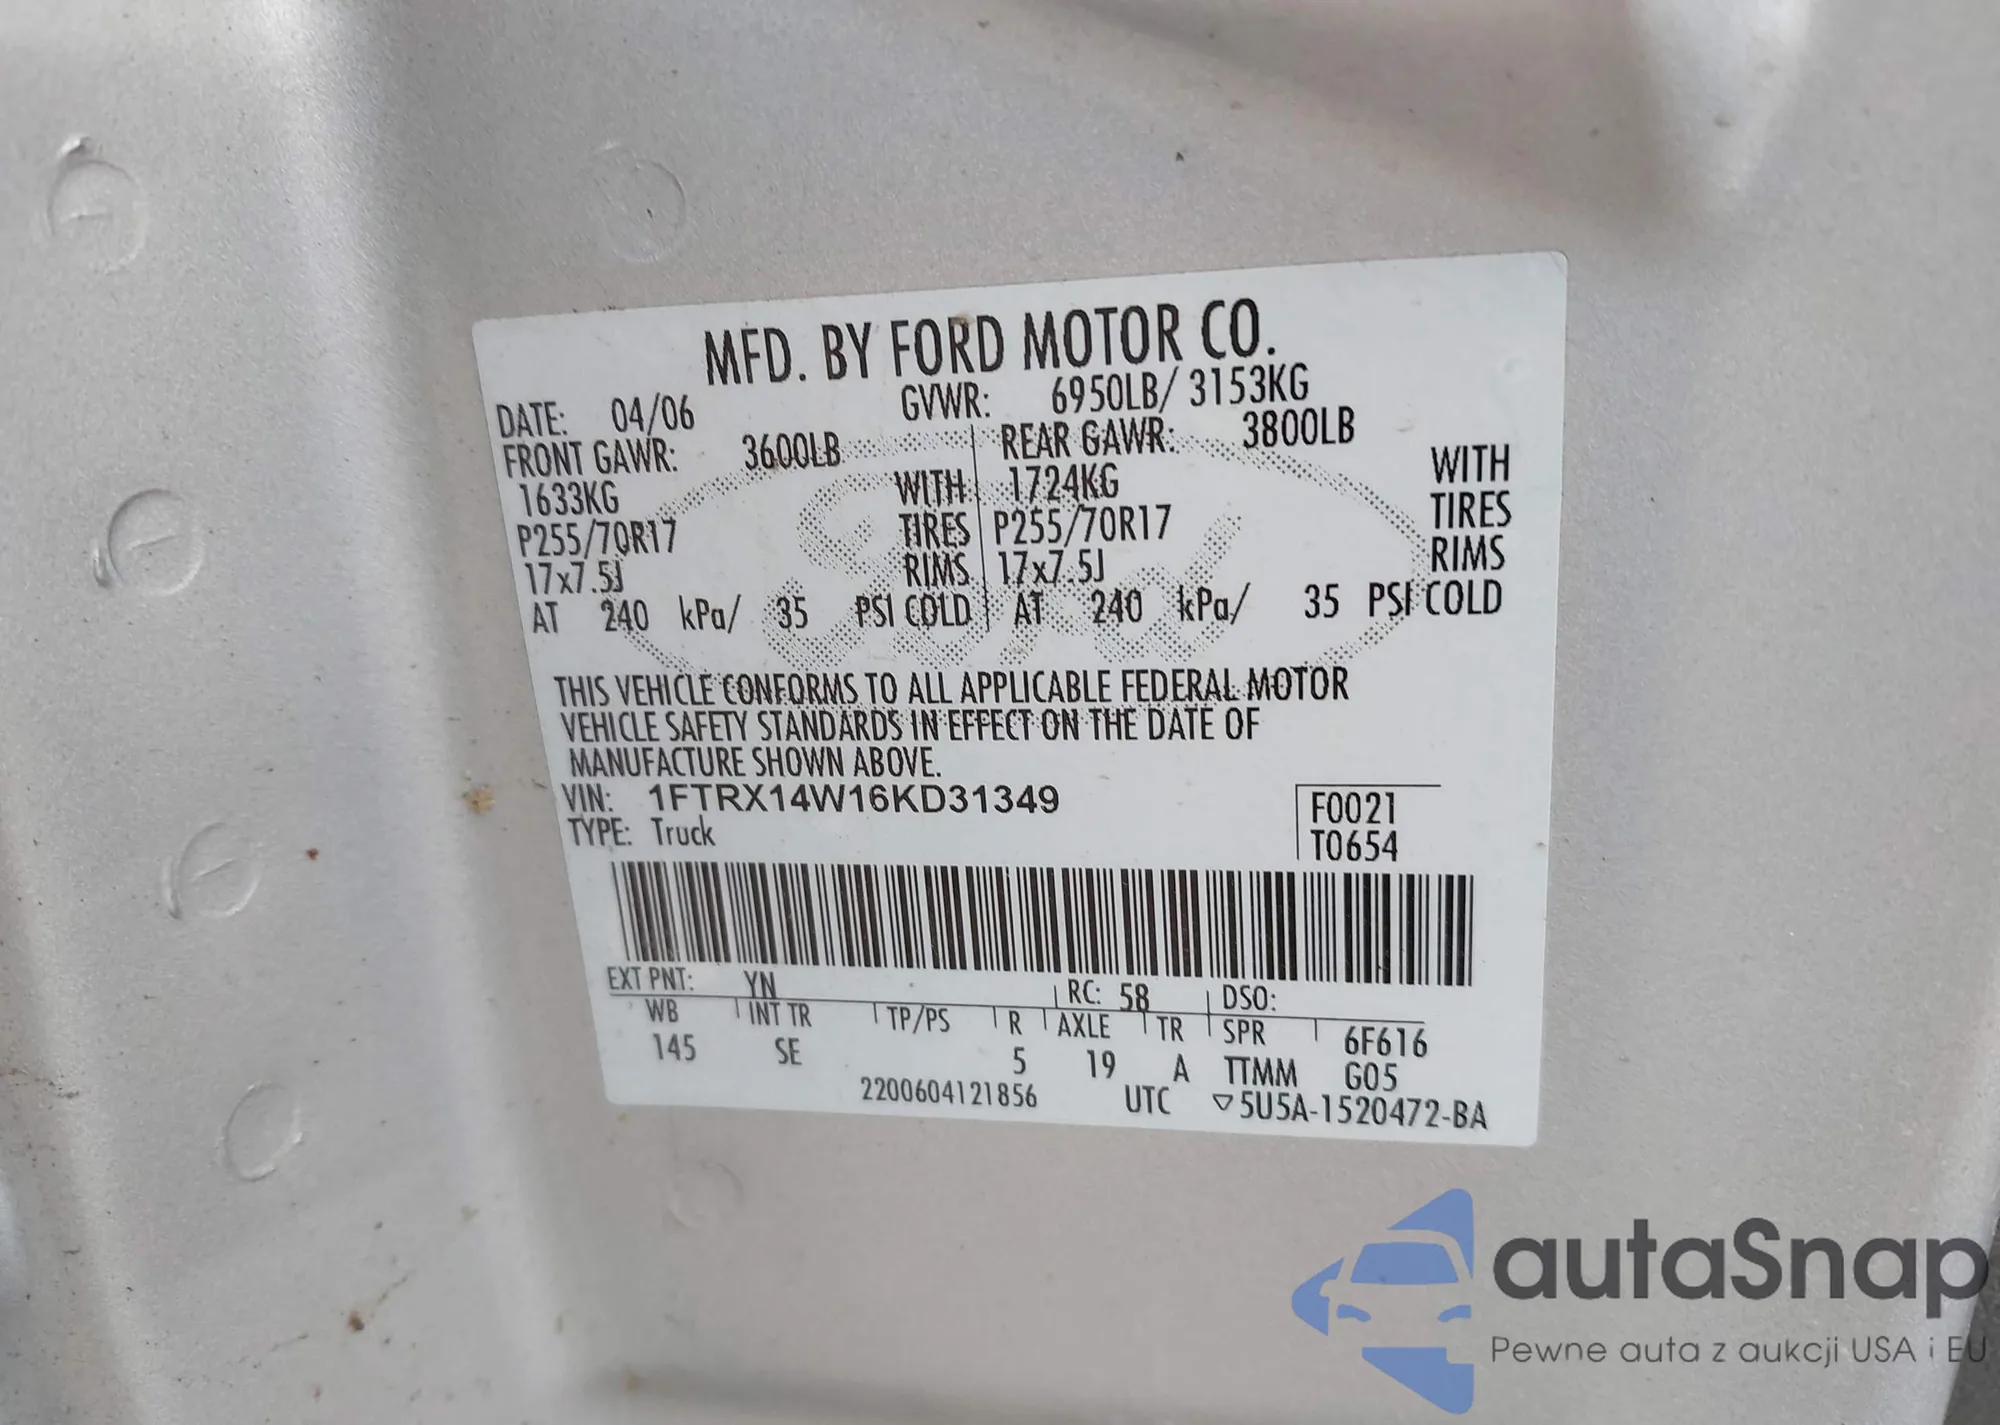 MFD. BY FORD MOTOR CO.
DATE: 04/06 GVWR: 6950LB/ 3153KG
FRONT GAWR: 3600LB REAR GAWR: 3800LB
1633KG WITH 1724KG WITH
P255/70R17 TIRES P255/70R17 TIRES
17x7.5J RIMS 17x7.5J RIMS
AT 240 kPa/ 35 PSI COLD AT 240 kPa/ 35 PSI COLD
THIS VEHICLE CONFORMS TO ALL APPLICABLE FEDERAL MOTOR
VEHICLE SAFETY STANDARDS IN EFFECT ON THE DATE OF
MANUFACTURE SHOWN ABOVE.
VIN: 1FTRX14W16KD31349 F0021
TYPE: Truck T0654
EXT PNT: YN RC: 58 DSO:
WB INT TR TP/PS R AXLE TR SPR 6F616
145 SE 5 19 A TTMM G05
2200604121856 UTC ▽5U5A-1520472-BA
Ford
autaSnap
Pewne auta z aukcji USA i EU